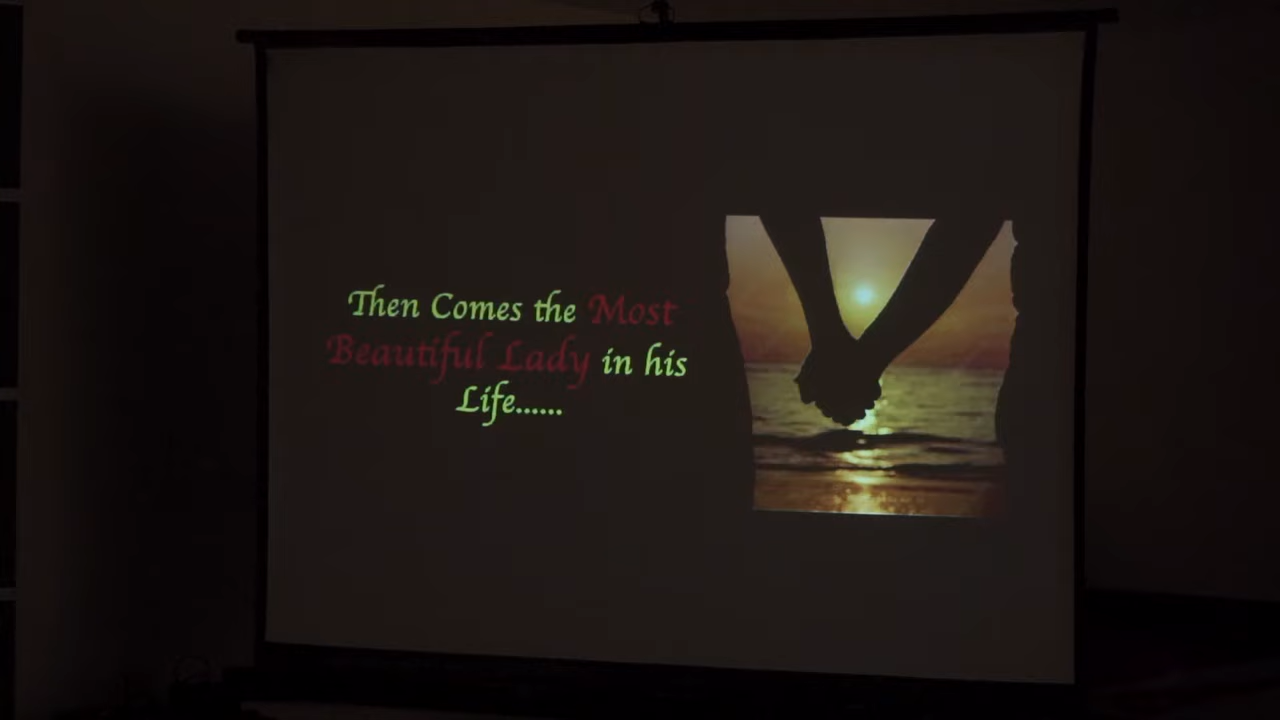 Then Comes the Most
Beautiful Lady in his
Life......